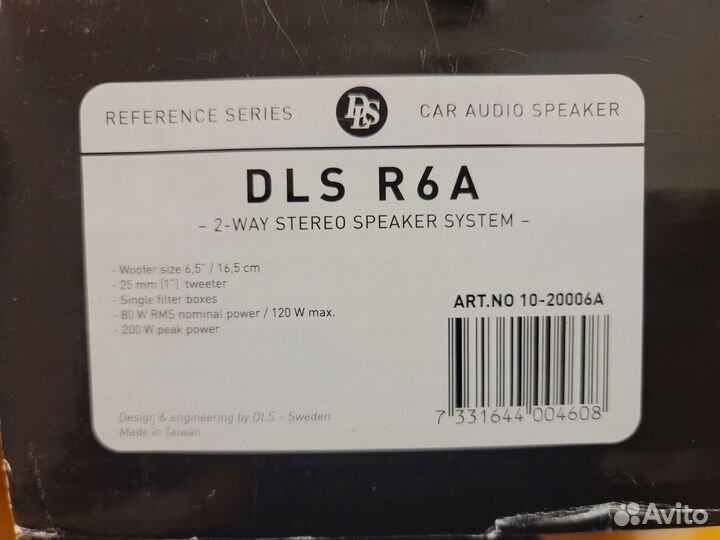 REFERENCE SERIES
DLS
CAR AUDIO SPEAKER
DLS R6A
- 2-WAY STEREO SPEAKER SYSTEM -
- Woofer size 6,5" / 16,5 cm
- 25 mm (1") tweeter
- Single filter boxes
- 80 W RMS nominal power / 120 W max.
- 200 W peak power
ART.NO 10-20006A
7 331644 004608
Design & engineering by DLS - Sweden.
Made in Taiwan
Avito